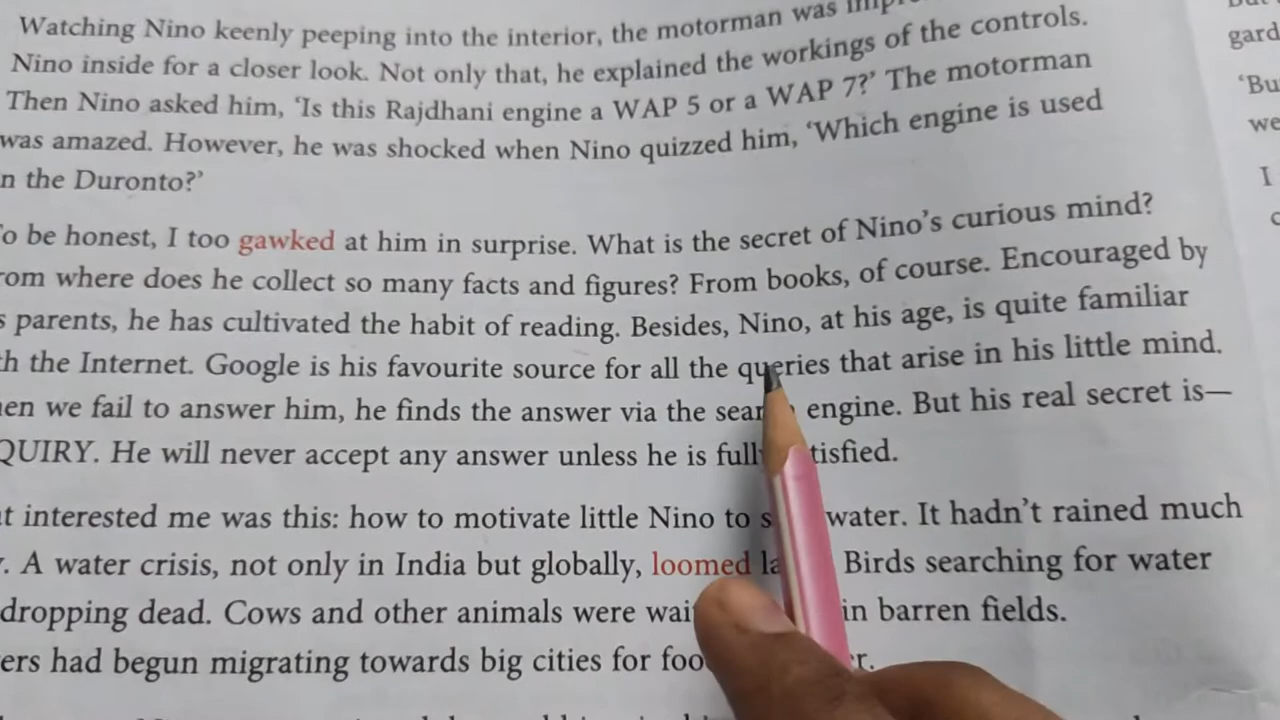 Watching Nino keenly peeping into the interior, the motorman was
Nino inside for a closer look. Not only that, he explained the workings of the controls.
Then Nino asked him, ‘Is this Rajdhani engine a WAP 5 or a WAP 7?’ The motorman
was amazed. However, he was shocked when Nino quizzed him, ‘Which engine is used
n the Duronto?’
o be honest, I too gawked at him in surprise. What is the secret of Nino’s curious mind?
rom where does he collect so many facts and figures? From books, of course. Encouraged by
s parents, he has cultivated the habit of reading. Besides, Nino, at his age, is quite familiar
h the Internet. Google is his favourite source for all the queries that arise in his little mind.
en we fail to answer him, he finds the answer via the engine. But his real secret is—
QUIRY. He will never accept any answer unless he is
t interested me was this: how to motivate little Nino to water. It hadn’t rained much
. A water crisis, not only in India but globally, loomed Birds searching for water
dropping dead. Cows and other animals were in barren fields.
ers had begun migrating towards big cities for
gard
‘Bu
we
I